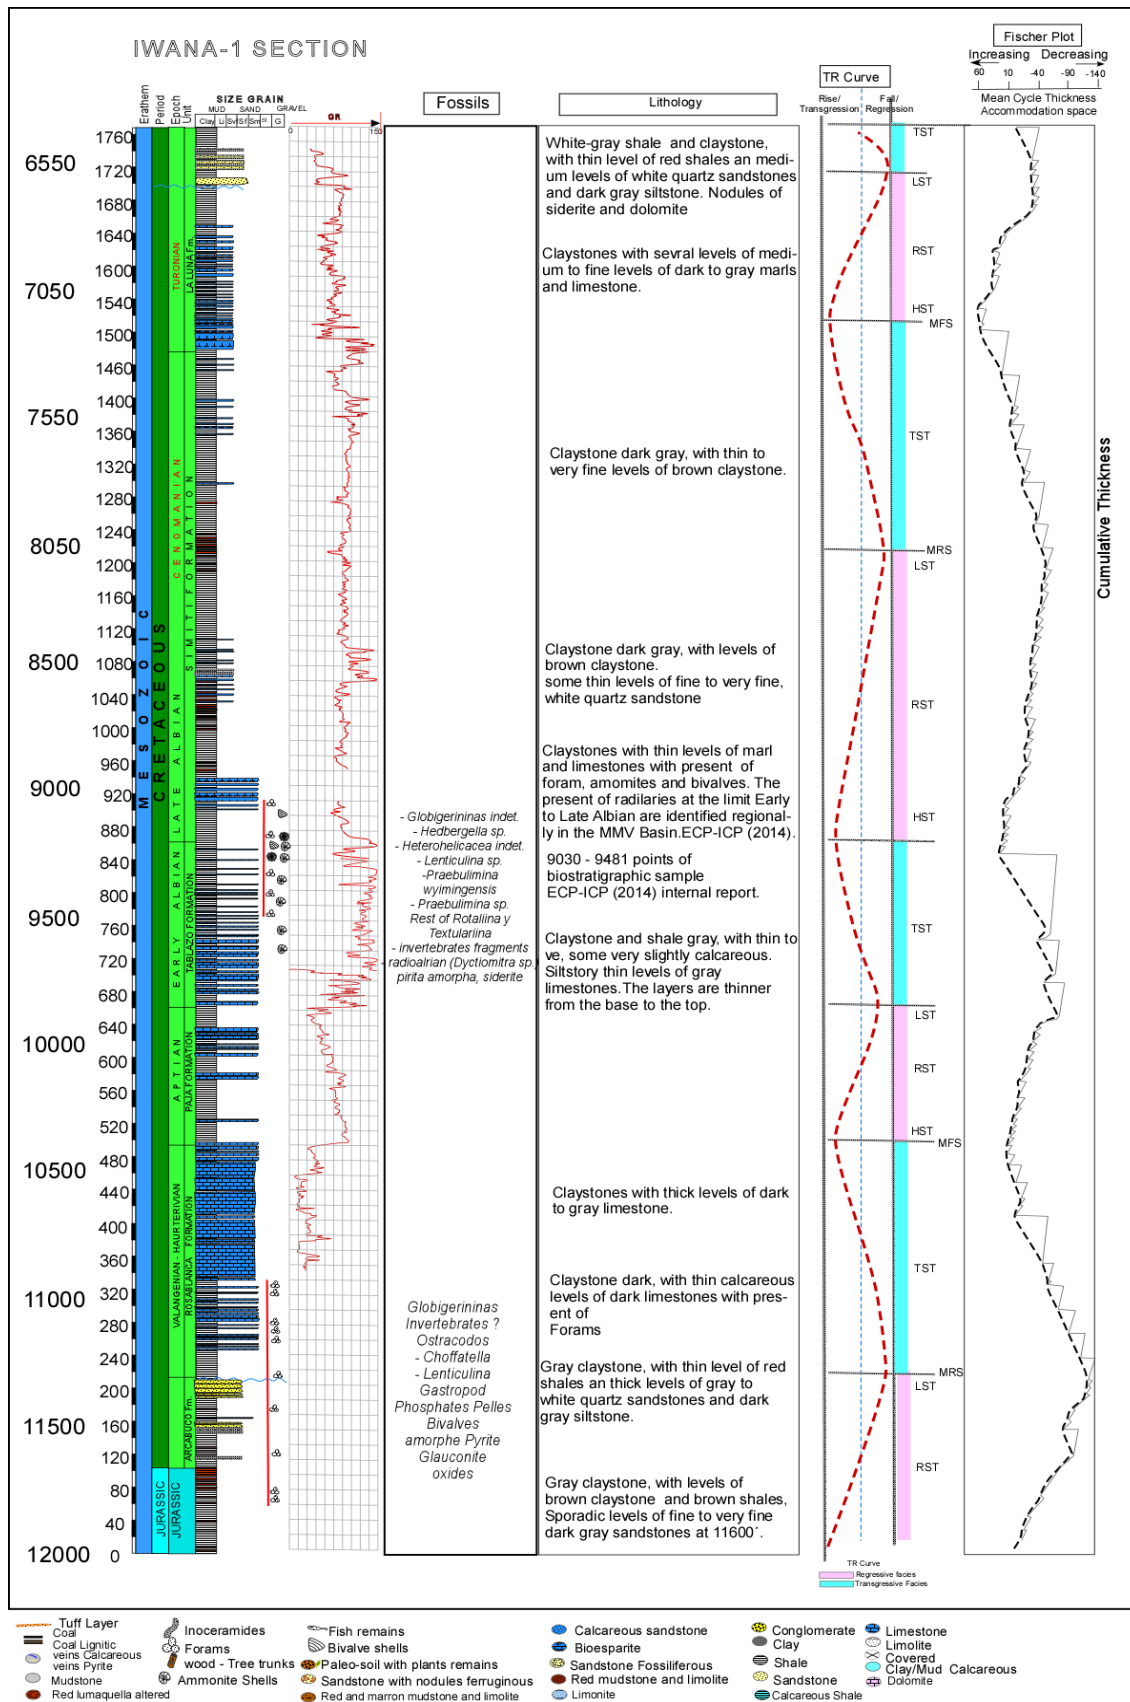 IWANA-1 SECTION
Fischer Plot
Increasing
Decreasing
60 10 -40 -90 -140
Mean Cycle Thickness
Accommodation space
Erathem
Period
Epoch
Unit
SIZE GRAIN
MUD SAND GRAVEL
Clay Li Svf Sf Sm Sl G
GR
0 150
Fossils
Lithology
TR Curve
Rise/
Transgression
Fall/
Regression
6550
7050
7550
8050
8500
9000
9500
10000
10500
11000
11500
12000
1760
1720
1680
1640
1600
1540
1500
1460
1400
1360
1320
1280
1240
1200
1160
1120
1080
1040
1000
960
920
880
840
800
760
720
680
640
600
560
520
480
440
400
360
320
280
240
200
160
120
80
40
0
MESOZOIC
CRETACEOUS
JURASSIC
JURASSIC
TURONIAN
CENOMANIAN
LATE ALBIAN
EARLY ALBIAN
APTIAN
VALANGENIAN - HAURTERIVIAN
LA LUNA Fm.
SIMITI FORMATION
TABLAZO FORMATION
PAJA FORMATION
ROSABLANCA FORMATION
ARCABUCO Fm.
- Globigerininas indet.
- Hedbergella sp.
- Heterohelicacea indet.
- Lenticulina sp.
-Praebulimina
wyimingensis
- Praebulimina sp.
Rest of Rotaliina y
Textulariina
- invertebrates fragments
- radioalrian (Dyctiomitra sp.)
pirita amorpha, siderite
Globigerininas
Invertebrates ?
Ostracodos
- Choffatella
- Lenticulina
Gastropod
Phosphates Pelles
Bivalves
amorphe Pyrite
Glauconite
oxides
White-gray shale and claystone,
with thin level of red shales an medi-
um levels of white quartz sandstones
and dark gray siltstone. Nodules of
siderite and dolomite
Claystones with sevral levels of medi-
um to fine levels of dark to gray marls
and limestone.
Claystone dark gray, with thin to
very fine levels of brown claystone.
Claystone dark gray, with levels of
brown claystone.
some thin levels of fine to very fine,
white quartz sandstone
Claystones with thin levels of marl
and limestones with present of
foram, amomites and bivalves. The
present of radilaries at the limit Early
to Late Albian are identified regional-
ly in the MMV Basin.ECP-ICP (2014).
9030 - 9481 points of
biostratigraphic sample
ECP-ICP (2014) internal report.
Claystone and shale gray, with thin to
ve, some very slightly calcareous.
Siltstory thin levels of gray
limestones.The layers are thinner
from the base to the top.
Claystones with thick levels of dark
to gray limestone.
Claystone dark, with thin calcareous
levels of dark limestones with pres-
ent of
Forams
Gray claystone, with thin level of red
shales an thick levels of gray to
white quartz sandstones and dark
gray siltstone.
Gray claystone, with levels of
brown claystone and brown shales,
Sporadic levels of fine to very fine
dark gray sandstones at 11600´.
TST
LST
RST
HST
MFS
TST
MRS
LST
RST
HST
TST
LST
RST
HST
MFS
TST
MRS
LST
RST
Cumulative Thickness
TR Curve
Regressive facies
Transgressive Facies
Tuff Layer
Coal
Coal Lignitic
veins Calcareous
veins Pyrite
Mudstone
Red lumaquella altered
Inoceramides
Forams
wood - Tree trunks
Ammonite Shells
Fish remains
Bivalve shells
Paleo-soil with plants remains
Sandstone with nodules ferruginous
Red and marron mudstone and limolite
Calcareous sandstone
Bioesparite
Sandstone Fossiliferous
Red mudstone and limolite
Limonite
Conglomerate
Clay
Shale
Sandstone
Calcareous Shale
Limestone
Limolite
Covered
Clay/Mud Calcareous
Dolomite